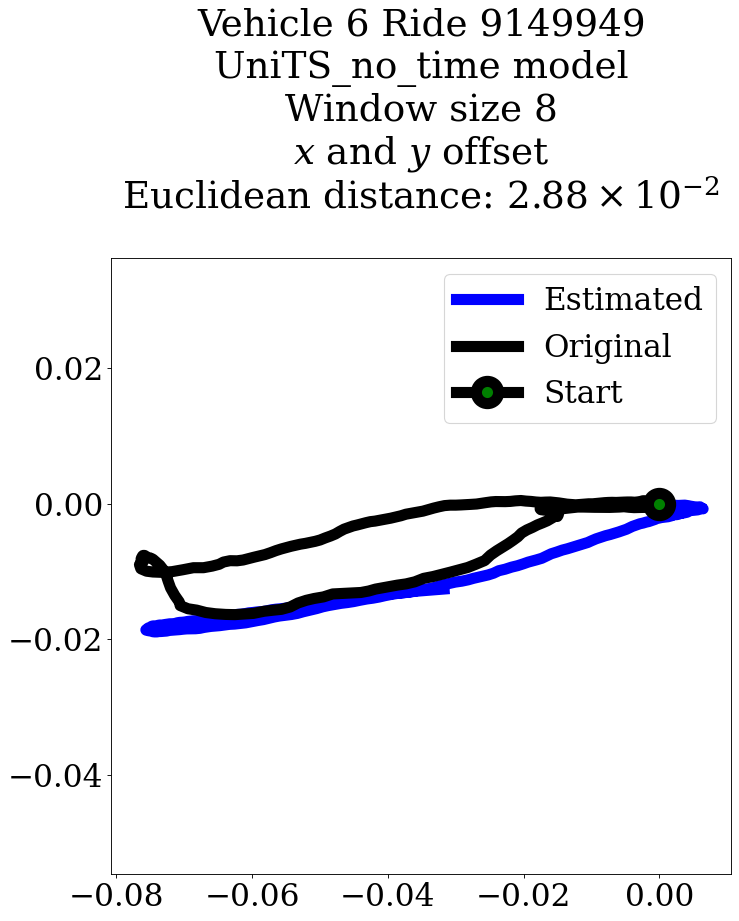 Vehicle 6 Ride 9149949
UniTS_no_time model
Window size 8
x and y offset
Euclidean distance: 2.88 × 10⁻²
Estimated
Original
Start
0.02
0.00
−0.02
−0.04
−0.08 −0.06 −0.04 −0.02 0.00